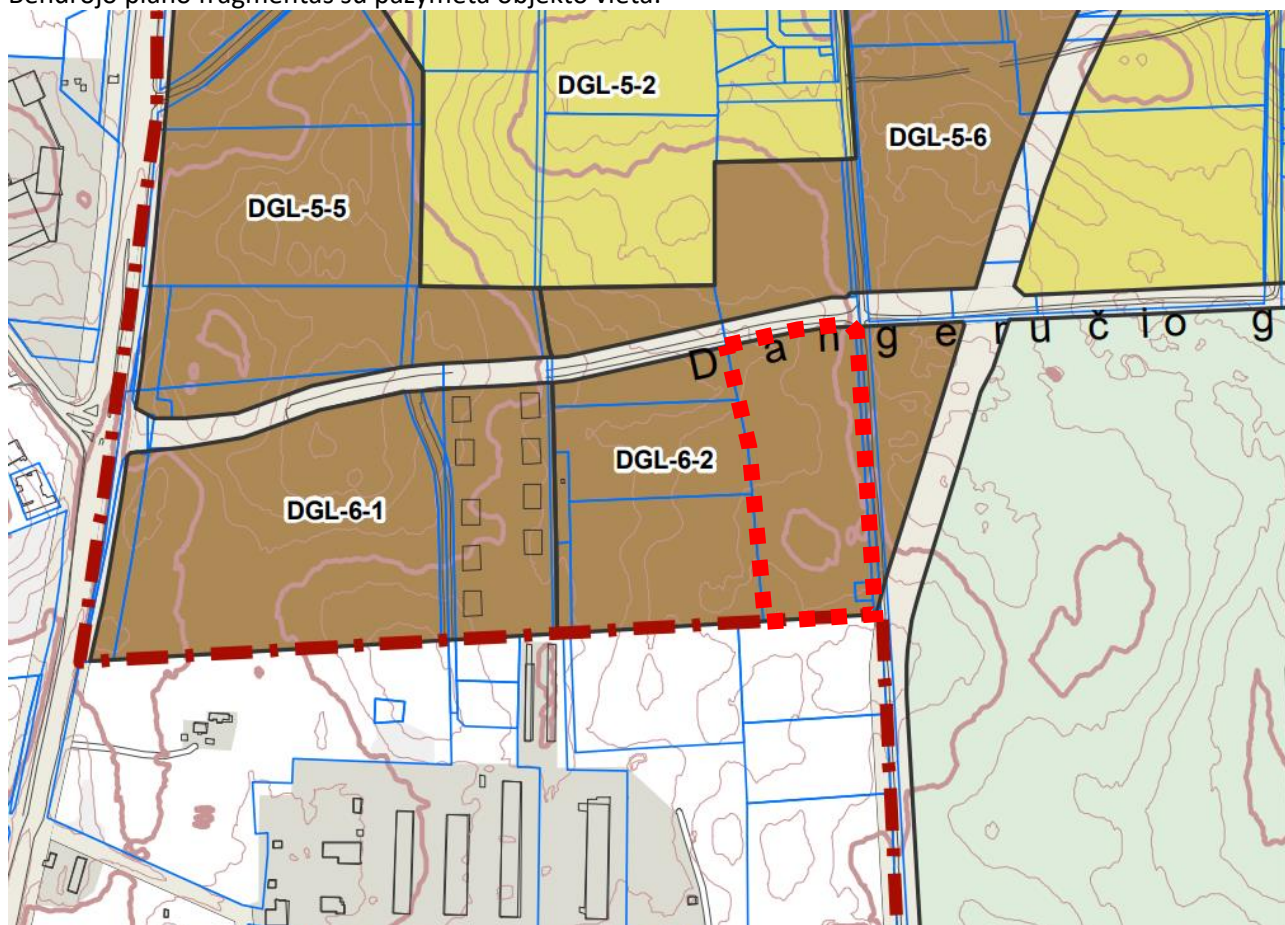 Bendrojo plano fragmentas su pažymėta objekto vieta:
DGL-5-2
DGL-5-6
DGL-5-5
Dangeručio g
DGL-6-2
DGL-6-1